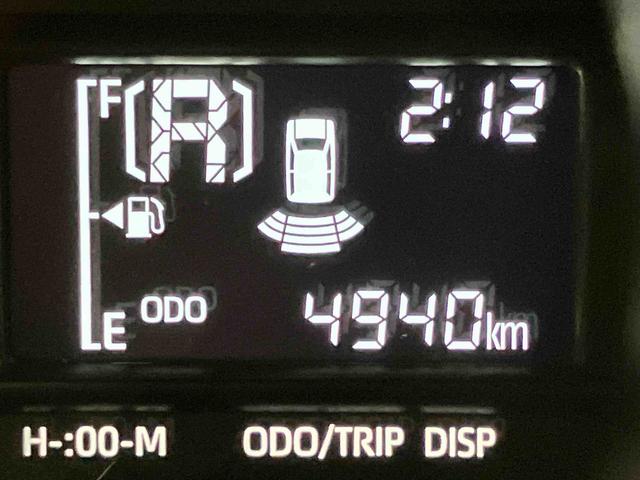 F [R] 2:12
E ODO 4940km
H-:00-M ODO/TRIP DISP